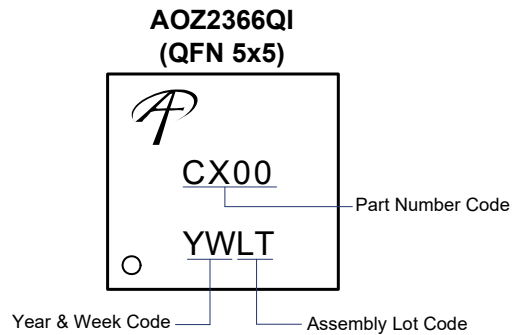 AOZ2366QI
(QFN 5x5)
CX00
Part Number Code
YWLT
Year & Week Code
Assembly Lot Code